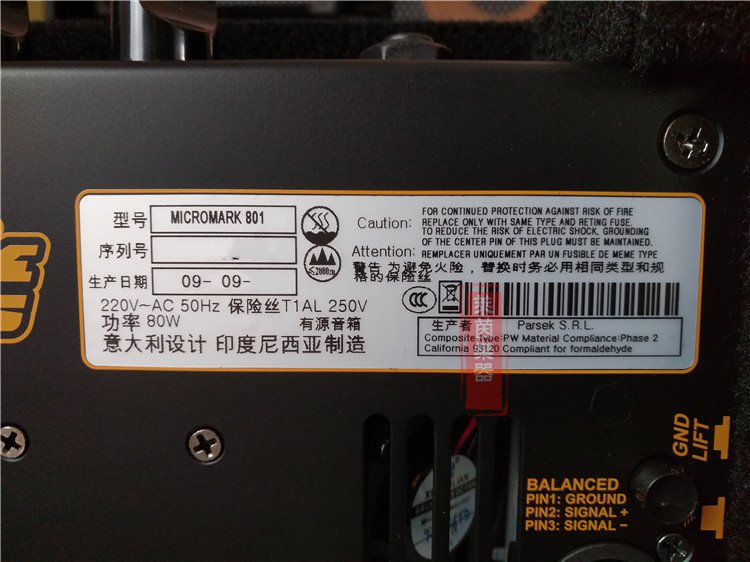 型号 MICROMARK 801
序列号
生产日期 09- 09-
220V~AC 50Hz 保险丝T1AL 250V
功率 80W 有源音箱
意大利设计 印度尼西亚制造
≤2000m
Caution: FOR CONTINUED PROTECTION AGAINST RISK OF FIRE
REPLACE ONLY WITH SAME TYPE AND RETING FUSE.
TO REDUCE THE RISK OF ELECTRIC SHOCK, GROUNDING
OF THE CENTER PIN OF THIS PLUG MUST BE MAINTAINED.
Attention: REMPLACER UNIQUEMENT PAR UN FUSIBLE DE MEME TYPE
警告 为避免火险，替换时务必用相同类型和规
格的保险丝
CCC
生产者 Parsek S.R.L.
Composite type:PW Material Compliance:Phase 2
California 93120 Compliant for formaldehyde
莱茵乐器
GND
LIFT
BALANCED
PIN1: GROUND
PIN2: SIGNAL +
PIN3: SIGNAL –